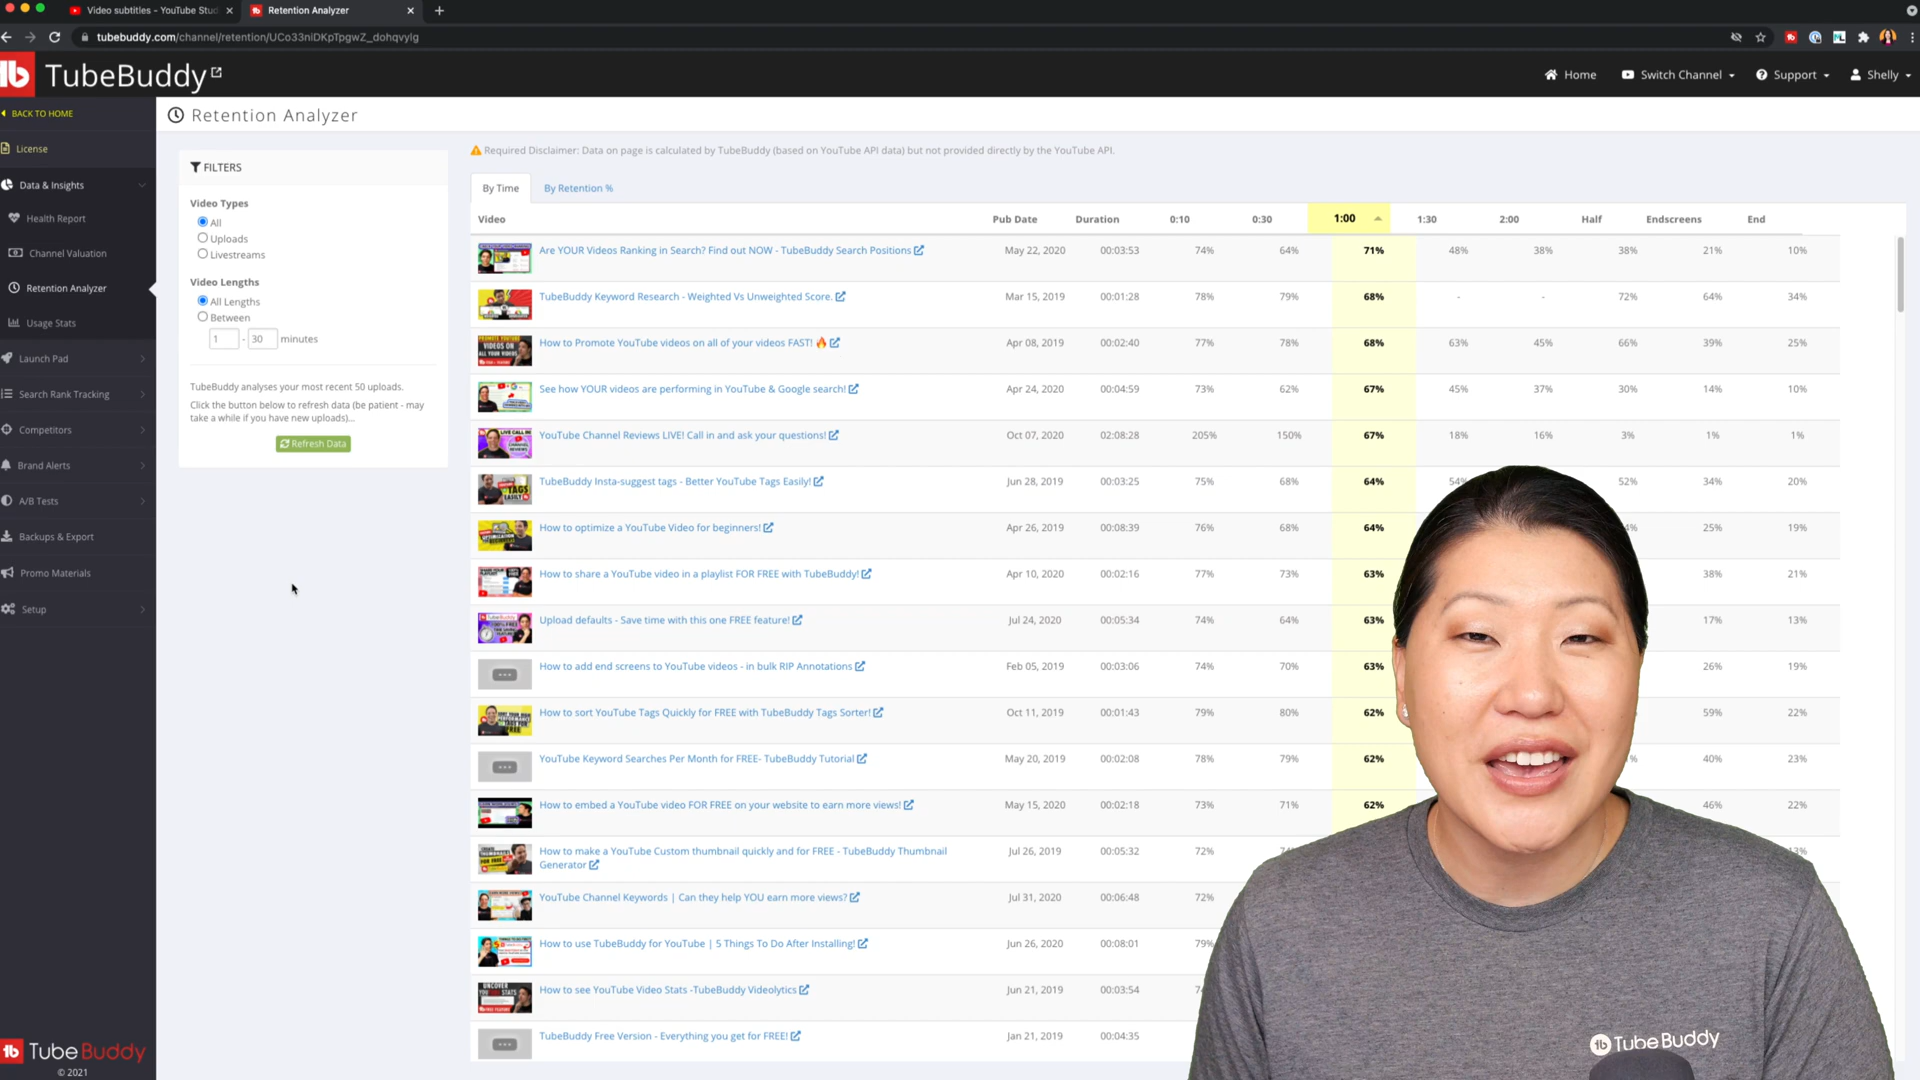 Video subtitles - YouTube Stud
Retention Analyzer
tubebuddy.com/channel/retention/UCo33niDKpTpgwZ_dohqvylg
TubeBuddy
Home
Switch Channel
Support
Shelly
BACK TO HOME
License
Data & Insights
Health Report
Channel Valuation
Retention Analyzer
Usage Stats
Launch Pad
Search Rank Tracking
Competitors
Brand Alerts
A/B Tests
Backups & Export
Promo Materials
Setup
TubeBuddy
© 2021
Retention Analyzer
FILTERS
Video Types
All
Uploads
Livestreams
Video Lengths
All Lengths
Between
1 - 30 minutes
TubeBuddy analyses your most recent 50 uploads.
Click the button below to refresh data (be patient - may
take a while if you have new uploads)...
Refresh Data
Required Disclaimer: Data on page is calculated by TubeBuddy (based on YouTube API data) but not provided directly by the YouTube API.
By Time By Retention %
Video Pub Date Duration 0:10 0:30 1:00 1:30 2:00 Half Endscreens End
Are YOUR Videos Ranking in Search? Find out NOW - TubeBuddy Search Positions May 22, 2020 00:03:53 74% 64% 71% 48% 38% 38% 21% 10%
TubeBuddy Keyword Research - Weighted Vs Unweighted Score. Mar 15, 2019 00:01:28 78% 79% 68% - - 72% 64% 34%
How to Promote YouTube videos on all of your videos FAST! 🔥 Apr 08, 2019 00:02:40 77% 78% 68% 63% 45% 66% 39% 25%
See how YOUR videos are performing in YouTube & Google search! Apr 24, 2020 00:04:59 73% 62% 67% 45% 37% 30% 14% 10%
YouTube Channel Reviews LIVE! Call in and ask your questions! Oct 07, 2020 02:08:28 205% 150% 67% 18% 16% 3% 1% 1%
TubeBuddy Insta-suggest tags - Better YouTube Tags Easily! Jun 28, 2019 00:03:25 75% 68% 64% 54% 52% 34% 20%
How to optimize a YouTube Video for beginners! Apr 26, 2019 00:08:39 76% 68% 64% 25% 19%
How to share a YouTube video in a playlist FOR FREE with TubeBuddy! Apr 10, 2020 00:02:16 77% 73% 63% 38% 21%
Upload defaults - Save time with this one FREE feature! Jul 24, 2020 00:05:34 74% 64% 63% 17% 13%
How to add end screens to YouTube videos - in bulk RIP Annotations Feb 05, 2019 00:03:06 74% 70% 63% 26% 19%
How to sort YouTube Tags Quickly for FREE with TubeBuddy Tags Sorter! Oct 11, 2019 00:01:43 79% 80% 62% 59% 22%
YouTube Keyword Searches Per Month for FREE- TubeBuddy Tutorial May 20, 2019 00:02:08 78% 79% 62% 40% 23%
How to embed a YouTube video FOR FREE on your website to earn more views! May 15, 2020 00:02:18 73% 71% 62% 46% 22%
How to make a YouTube Custom thumbnail quickly and for FREE - TubeBuddy Thumbnail Jul 26, 2019 00:05:32 72%
Generator
YouTube Channel Keywords | Can they help YOU earn more views? Jul 31, 2020 00:06:48 72%
How to use TubeBuddy for YouTube | 5 Things To Do After Installing! Jun 26, 2020 00:08:01 79%
How to see YouTube Video Stats -TubeBuddy Videolytics Jun 21, 2019 00:03:54
TubeBuddy Free Version - Everything you get for FREE! Jan 21, 2019 00:04:35
TubeBuddy